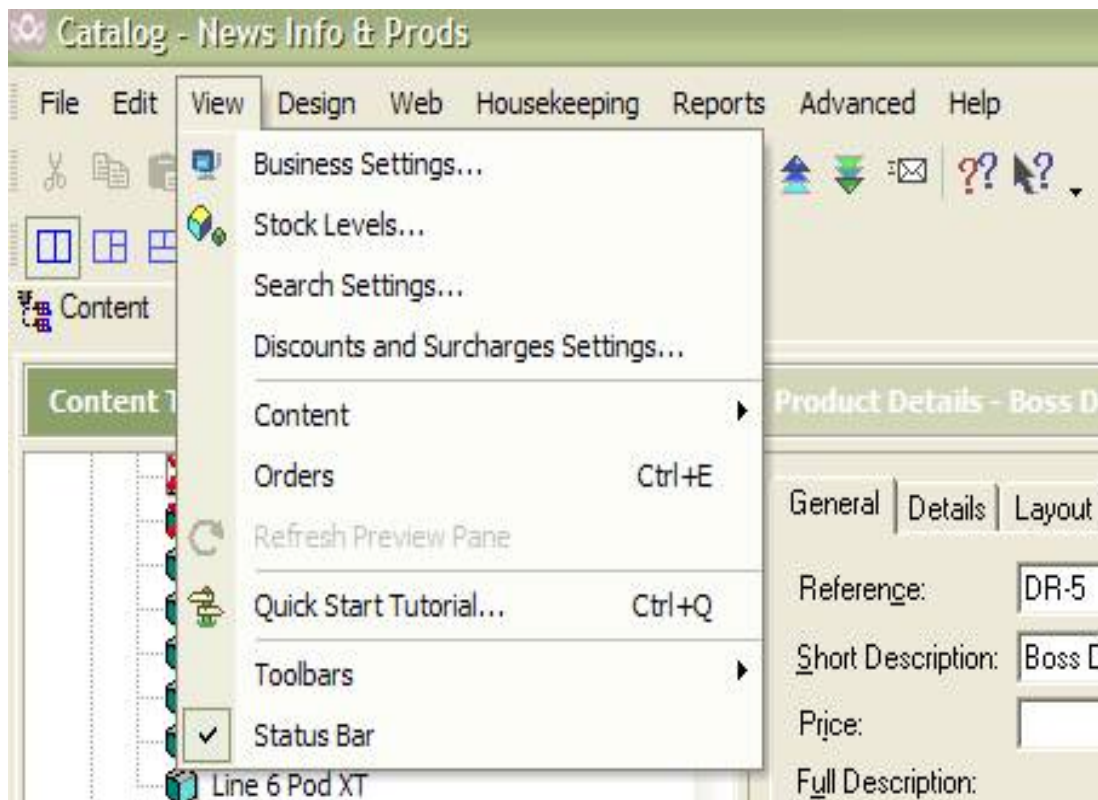 Catalog - News Info & Prods
File Edit View Design Web Housekeeping Reports Advanced Help
Business Settings...
Stock Levels...
Search Settings...
Discounts and Surcharges Settings...
Content
Orders Ctrl+E
Refresh Preview Pane
Quick Start Tutorial... Ctrl+Q
Toolbars
Status Bar
Content
Content
Line 6 Pod XT
Product Details - Boss D
General Details Layout
Reference: DR-5
Short Description: Boss
Price:
Full Description: